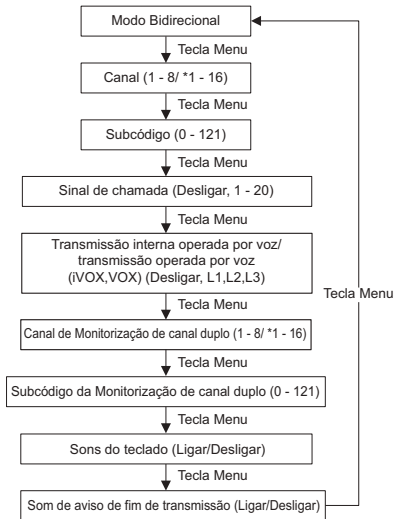 Modo Bidirecional
Tecla Menu
Canal (1 - 8/ *1 - 16)
Tecla Menu
Subcódigo (0 - 121)
Tecla Menu
Sinal de chamada (Desligar, 1 - 20)
Tecla Menu
Transmissão interna operada por voz/
transmissão operada por voz
(iVOX,VOX) (Desligar, L1,L2,L3)
Tecla Menu
Tecla Menu
Canal de Monitorização de canal duplo (1 - 8/ *1 - 16)
Tecla Menu
Subcódigo da Monitorização de canal duplo (0 - 121)
Tecla Menu
Sons do teclado (Ligar/Desligar)
Tecla Menu
Som de aviso de fim de transmissão (Ligar/Desligar)